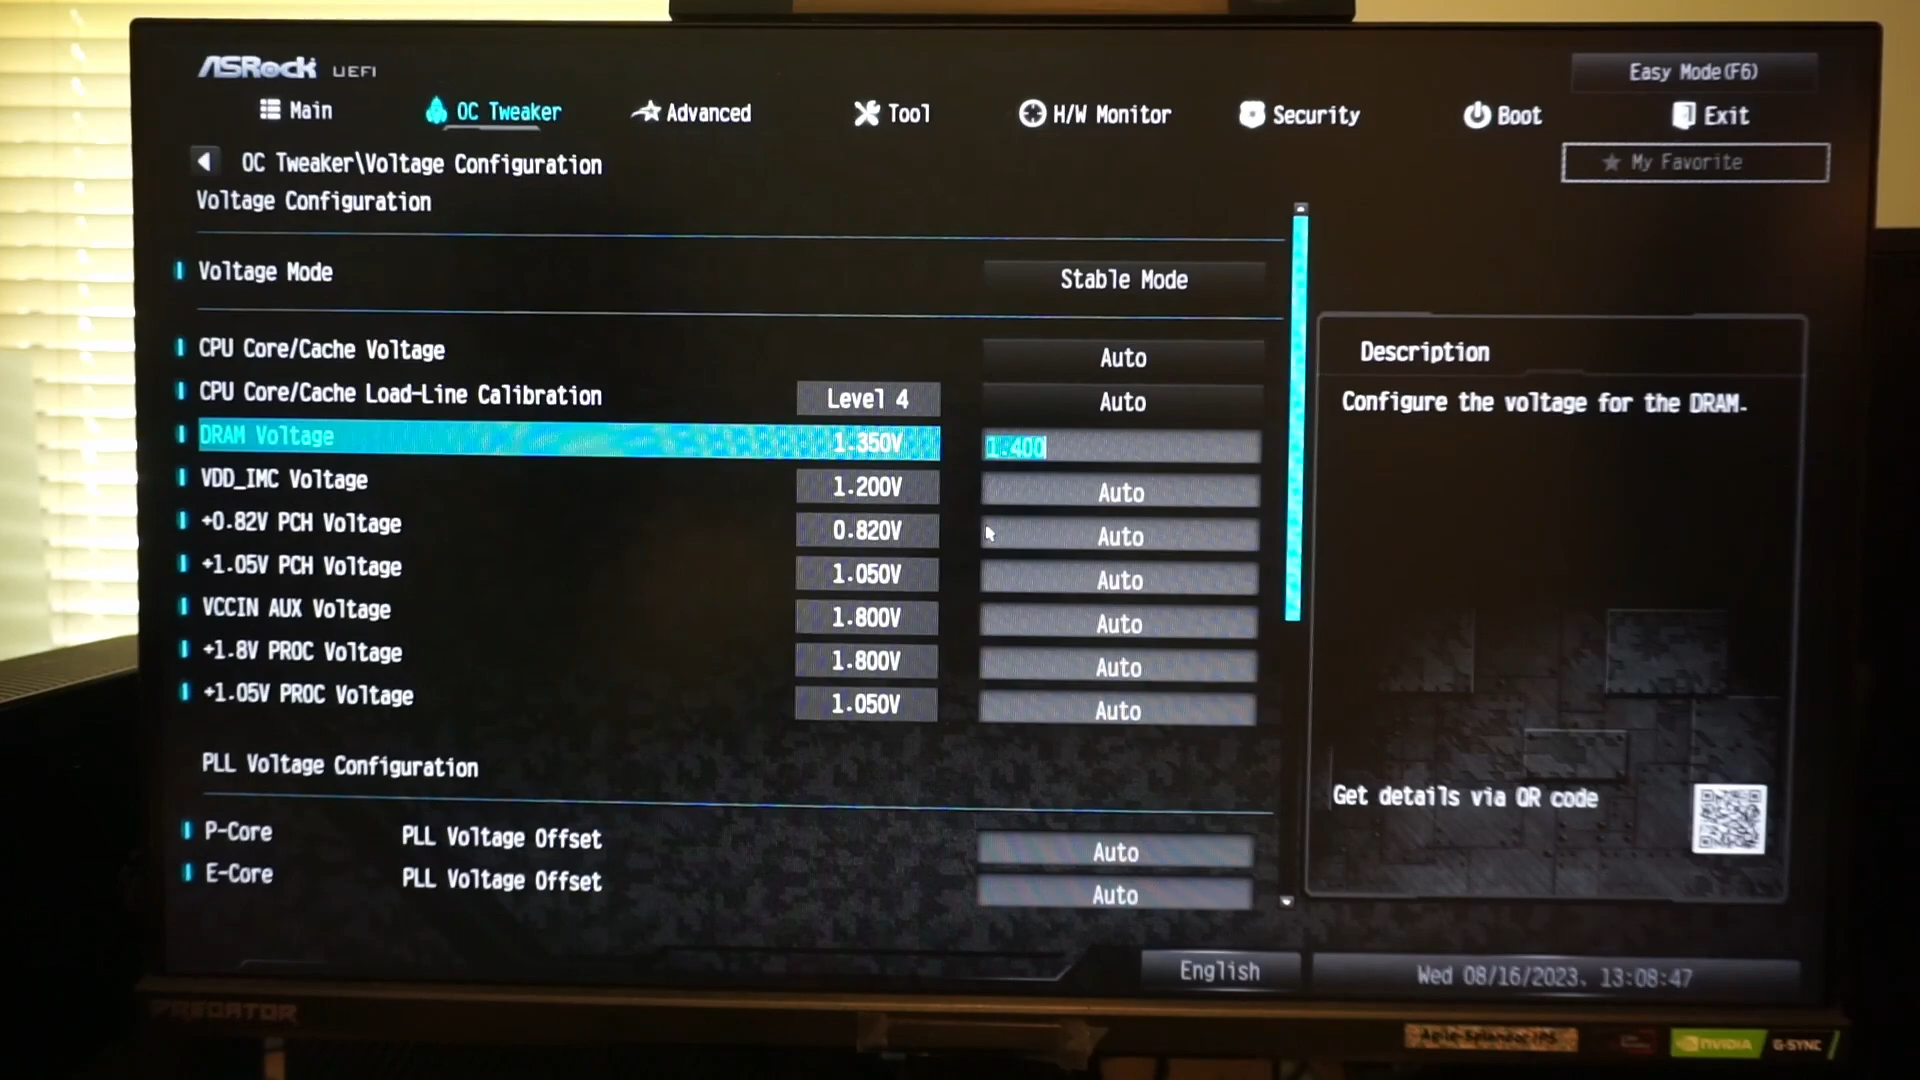 ASRock UEFI
Easy Mode(F6)
Main OC Tweaker Advanced Tool H/W Monitor Security Boot Exit
OC Tweaker\Voltage Configuration
My Favorite
Voltage Configuration
Voltage Mode Stable Mode
CPU Core/Cache Voltage Auto
CPU Core/Cache Load-Line Calibration Level 4 Auto
DRAM Voltage 1.350V 1.400
VDD_IMC Voltage 1.200V Auto
+0.82V PCH Voltage 0.820V Auto
+1.05V PCH Voltage 1.050V Auto
VCCIN AUX Voltage 1.800V Auto
+1.8V PROC Voltage 1.800V Auto
+1.05V PROC Voltage 1.050V Auto
PLL Voltage Configuration
P-Core PLL Voltage Offset Auto
E-Core PLL Voltage Offset Auto
Description
Configure the voltage for the DRAM.
Get details via QR code
English
Wed 08/16/2023, 13:08:47
PREDATOR
Agile-Splendor IPS
NVIDIA G-SYNC